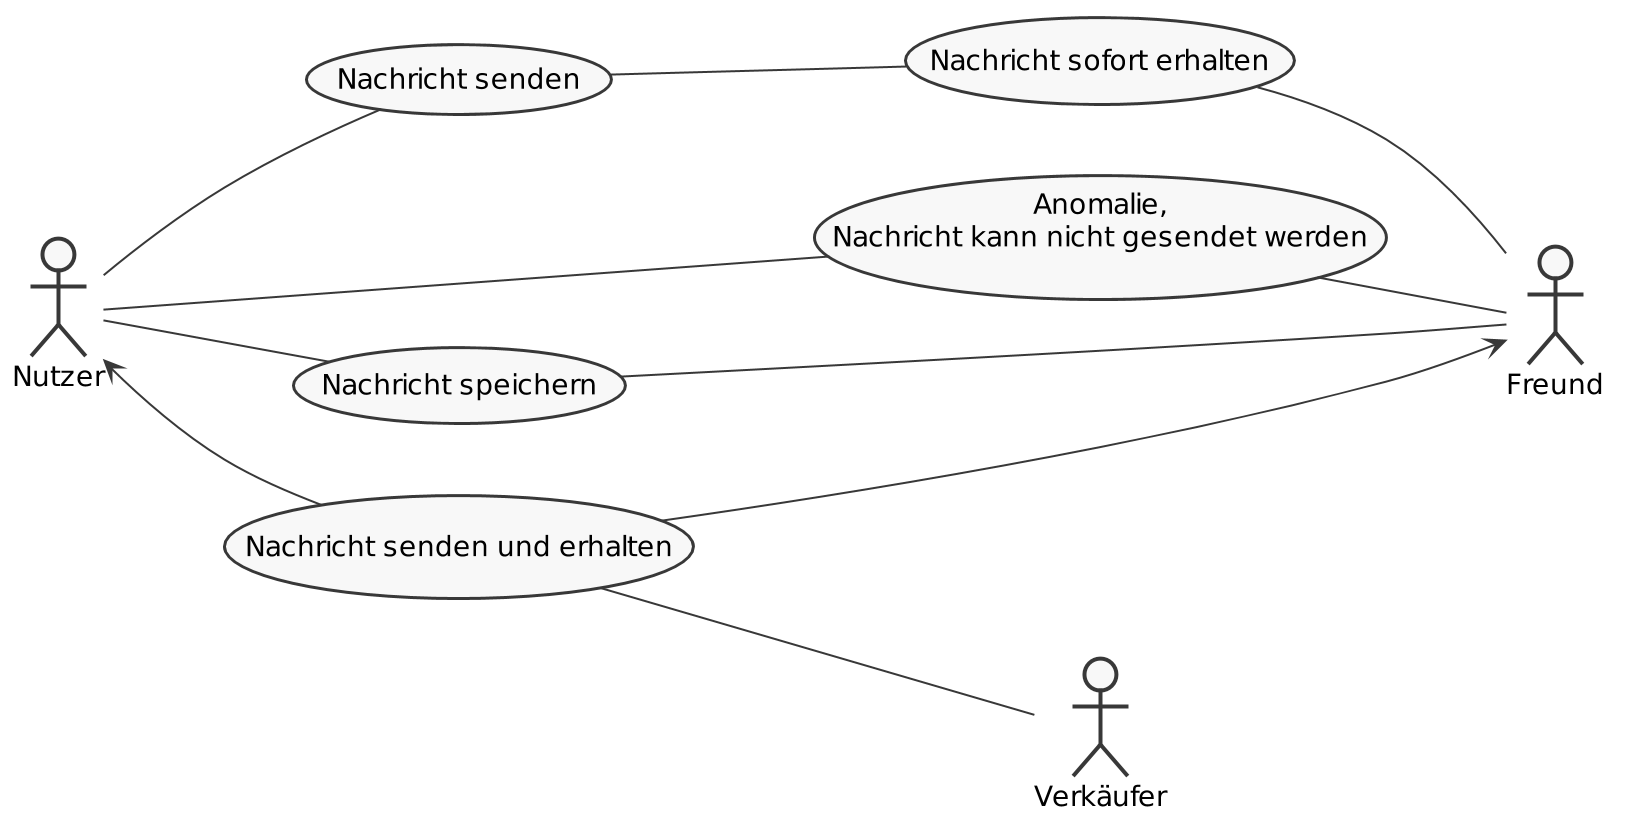 Nachricht senden
Nachricht sofort erhalten
Anomalie,
Nachricht kann nicht gesendet werden
Nutzer
Nachricht speichern
Freund
Nachricht senden und erhalten
Verkäufer